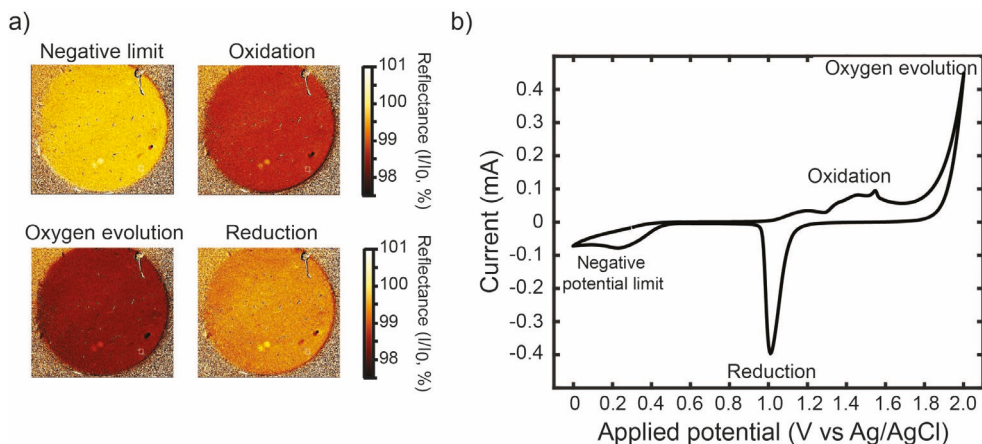 a)
Negative limit
Oxidation
101
100
99
98
Reflectance (I/I₀, %)
Oxygen evolution
Reduction
101
100
99
98
Reflectance (I/I₀, %)
b)
Current (mA)
0.4
0.3
0.2
0.1
0
-0.1
-0.2
-0.3
-0.4
Oxygen evolution
Oxidation
Negative
potential limit
Reduction
0 0.2 0.4 0.6 0.8 1.0 1.2 1.4 1.6 1.8 2.0
Applied potential (V vs Ag/AgCl)